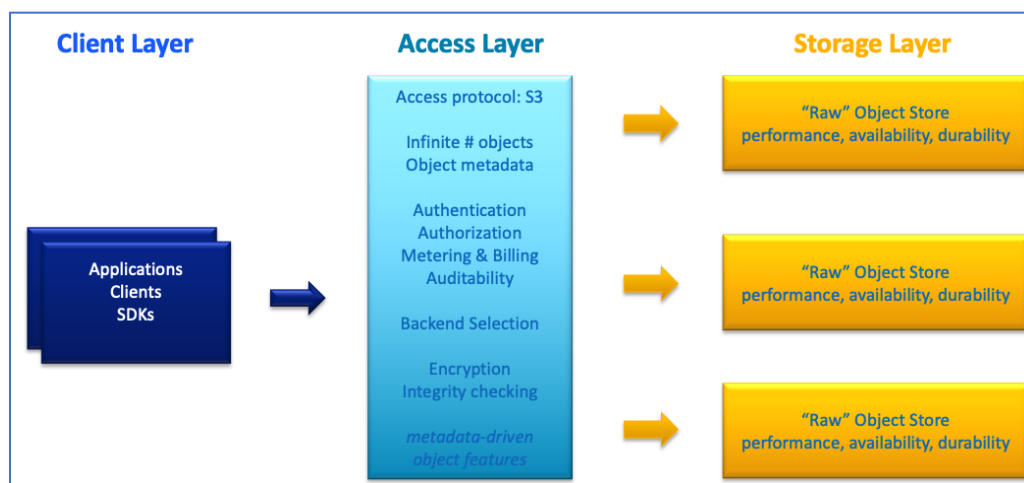 Client Layer
Access Layer
Storage Layer
Applications
Clients
SDKs
Access protocol: S3
Infinite # objects
Object metadata
Authentication
Authorization
Metering & Billing
Auditability
Backend Selection
Encryption
Integrity checking
metadata-driven
object features
“Raw” Object Store
performance, availability, durability
“Raw” Object Store
performance, availability, durability
“Raw” Object Store
performance, availability, durability